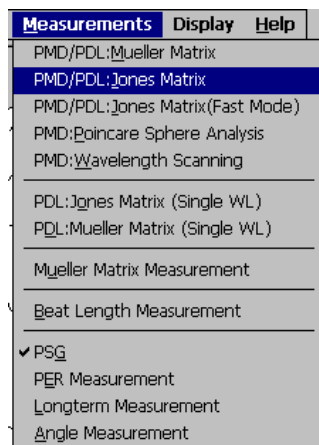 Measurements Display Help
PMD/PDL:Mueller Matrix
PMD/PDL:Jones Matrix
PMD/PDL:Jones Matrix(Fast Mode)
PMD:Poincare Sphere Analysis
PMD:Wavelength Scanning
PDL:Jones Matrix (Single WL)
PDL:Mueller Matrix (Single WL)
Mueller Matrix Measurement
Beat Length Measurement
✔PSG
PER Measurement
Longterm Measurement
Angle Measurement